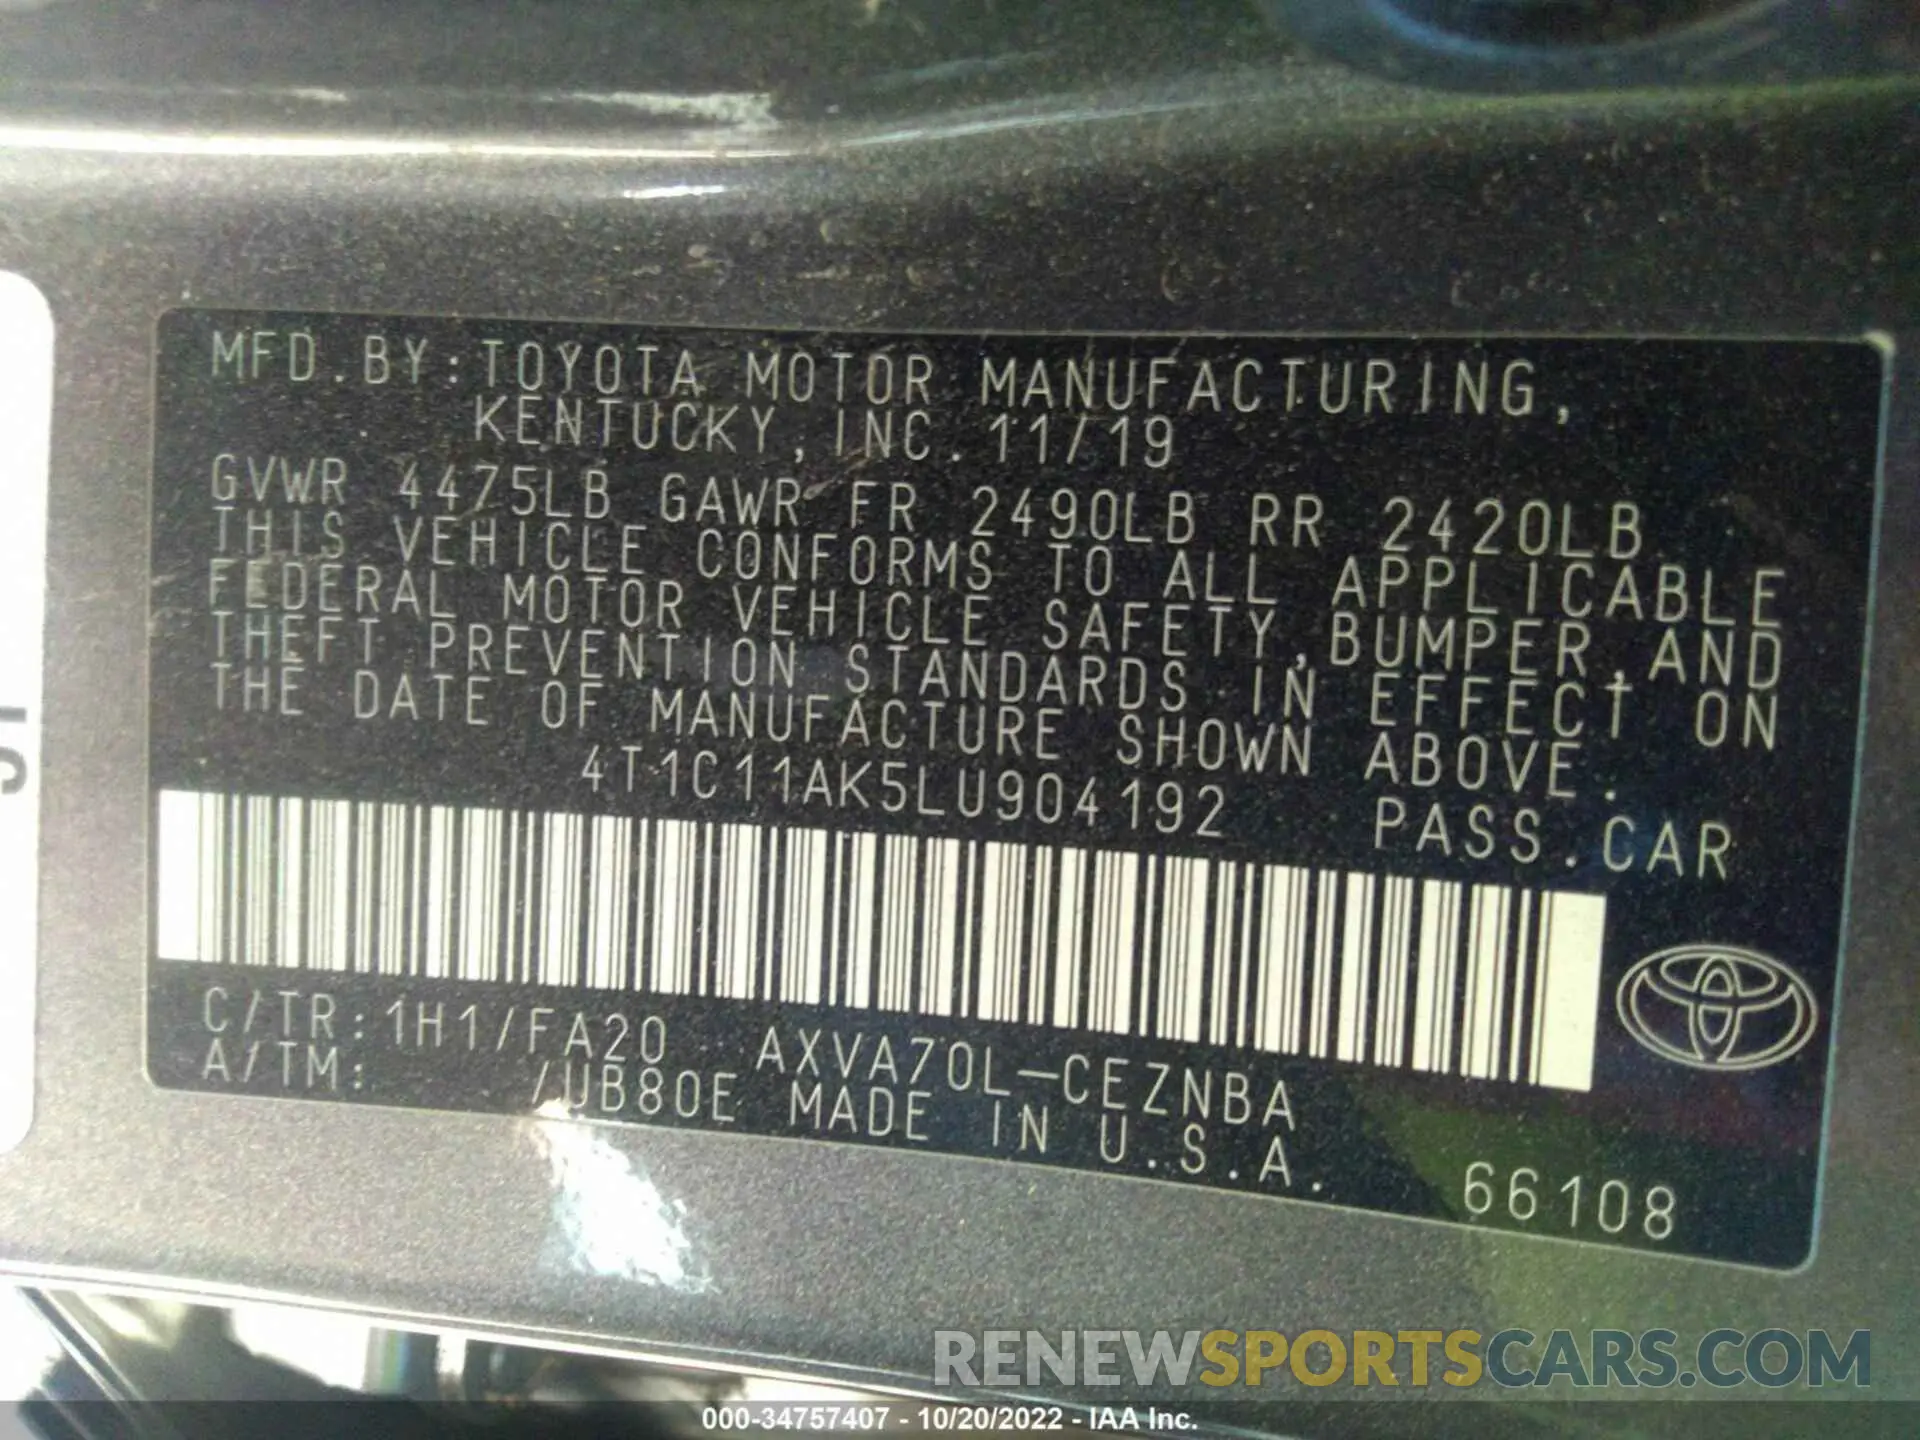 MFD.BY:TOYOTA MOTOR MANUFACTURING,
KENTUCKY,INC. 11/19
GVWR 4475LB GAWR FR 2490LB RR 2420LB
THIS VEHICLE CONFORMS TO ALL APPLICABLE
FEDERAL MOTOR VEHICLE SAFETY,BUMPER,AND
THEFT PREVENTION STANDARDS IN EFFECT ON
THE DATE OF MANUFACTURE SHOWN ABOVE.
4T1C11AK5LU904192 PASS.CAR
C/TR:1H1/FA20 AXVA70L-CEZNBA
A/TM: /UB80E MADE IN U.S.A.
66108
RENEWSPORTSCARS.COM
000-34757407 - 10/20/2022 - IAA Inc.